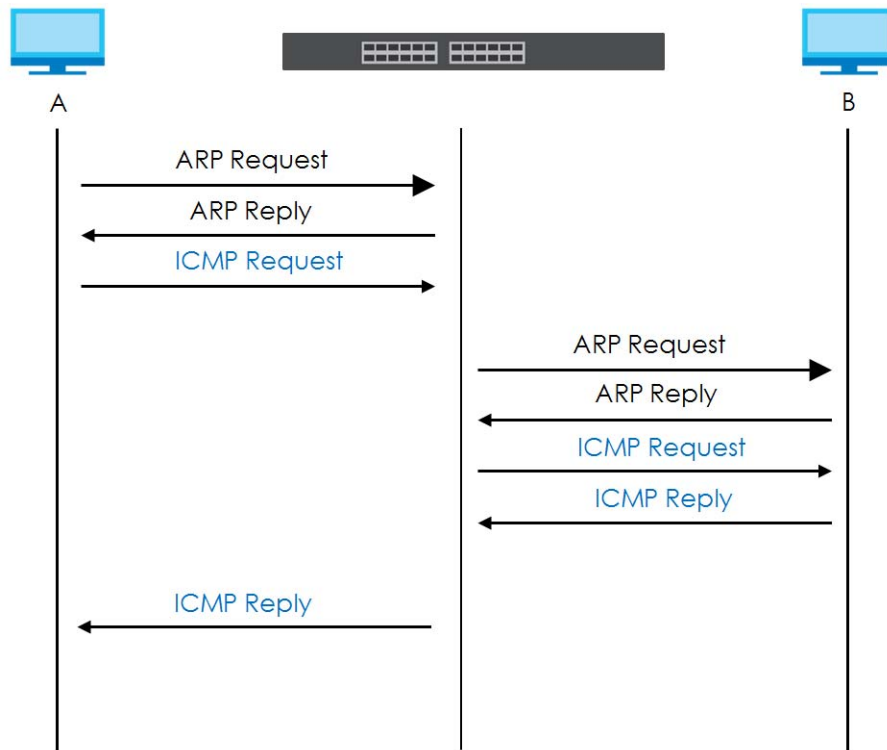 A
B
ARP Request
ARP Reply
ICMP Request
ARP Request
ARP Reply
ICMP Request
ICMP Reply
ICMP Reply